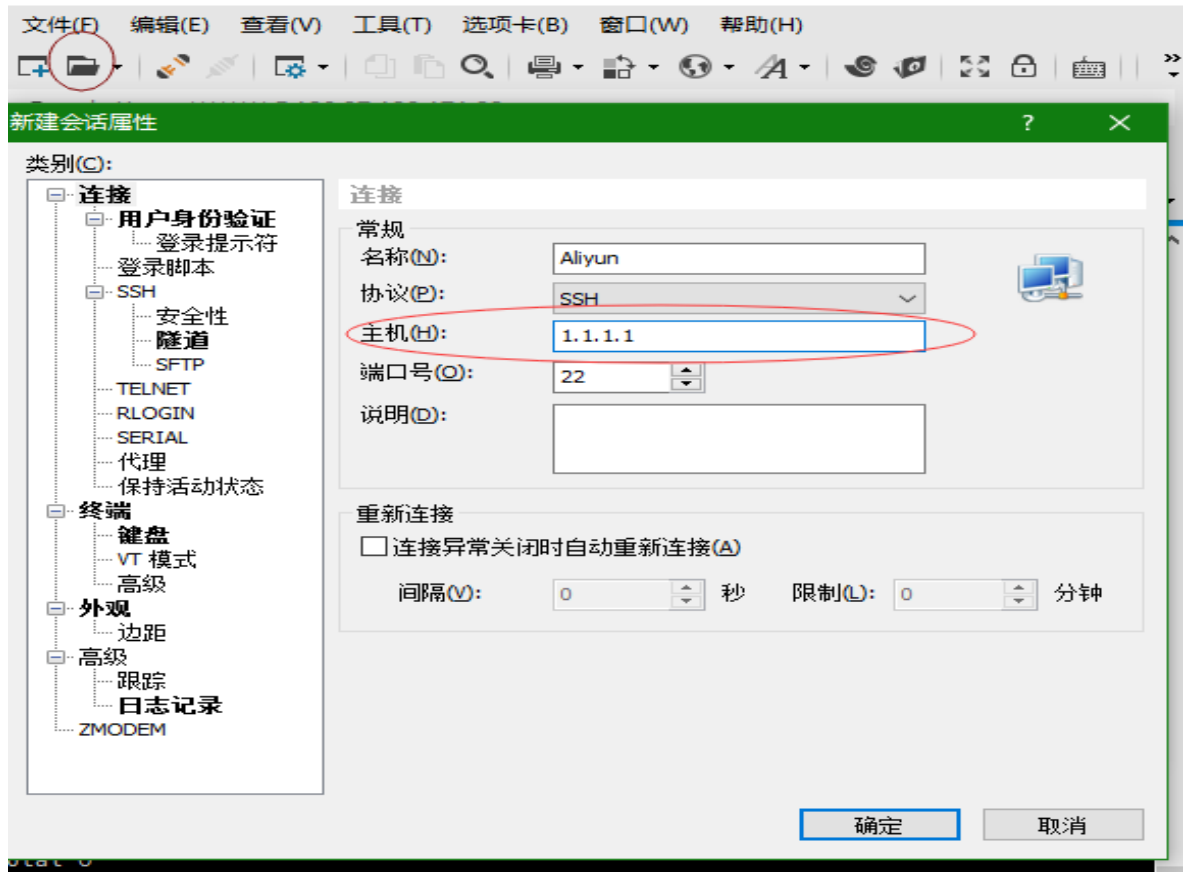 文件(F) 编辑(E) 查看(V) 工具(T) 选项卡(B) 窗口(W) 帮助(H)
新建会话属性
类别(C):
连接
用户身份验证
登录提示符
登录脚本
SSH
安全性
隧道
SFTP
TELNET
RLOGIN
SERIAL
代理
保持活动状态
终端
键盘
VT 模式
高级
外观
边距
高级
跟踪
日志记录
ZMODEM
连接
常规
名称(N): Aliyun
协议(P): SSH
主机(H): 1.1.1.1
端口号(O): 22
说明(D):
重新连接
连接异常关闭时自动重新连接(A)
间隔(V): 0 秒 限制(L): 0 分钟
确定 取消